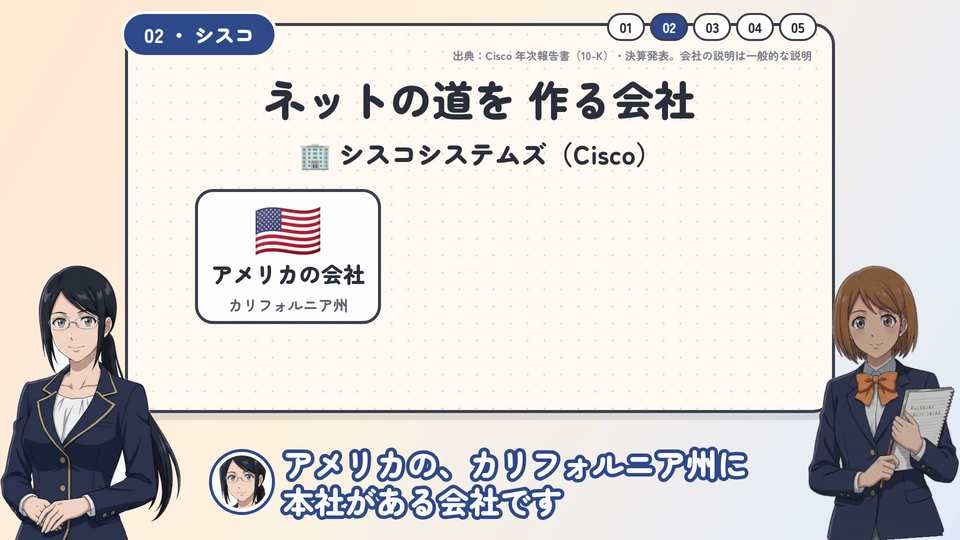 02 ・ シスコ
01 02 03 04 05
出典：Cisco 年次報告書（10-K）・決算発表。会社の説明は一般的な説明
ネットの道を 作る会社
シスコシステムズ（Cisco）
アメリカの会社
カリフォルニア州
アメリカの、カリフォルニア州に
本社がある会社です